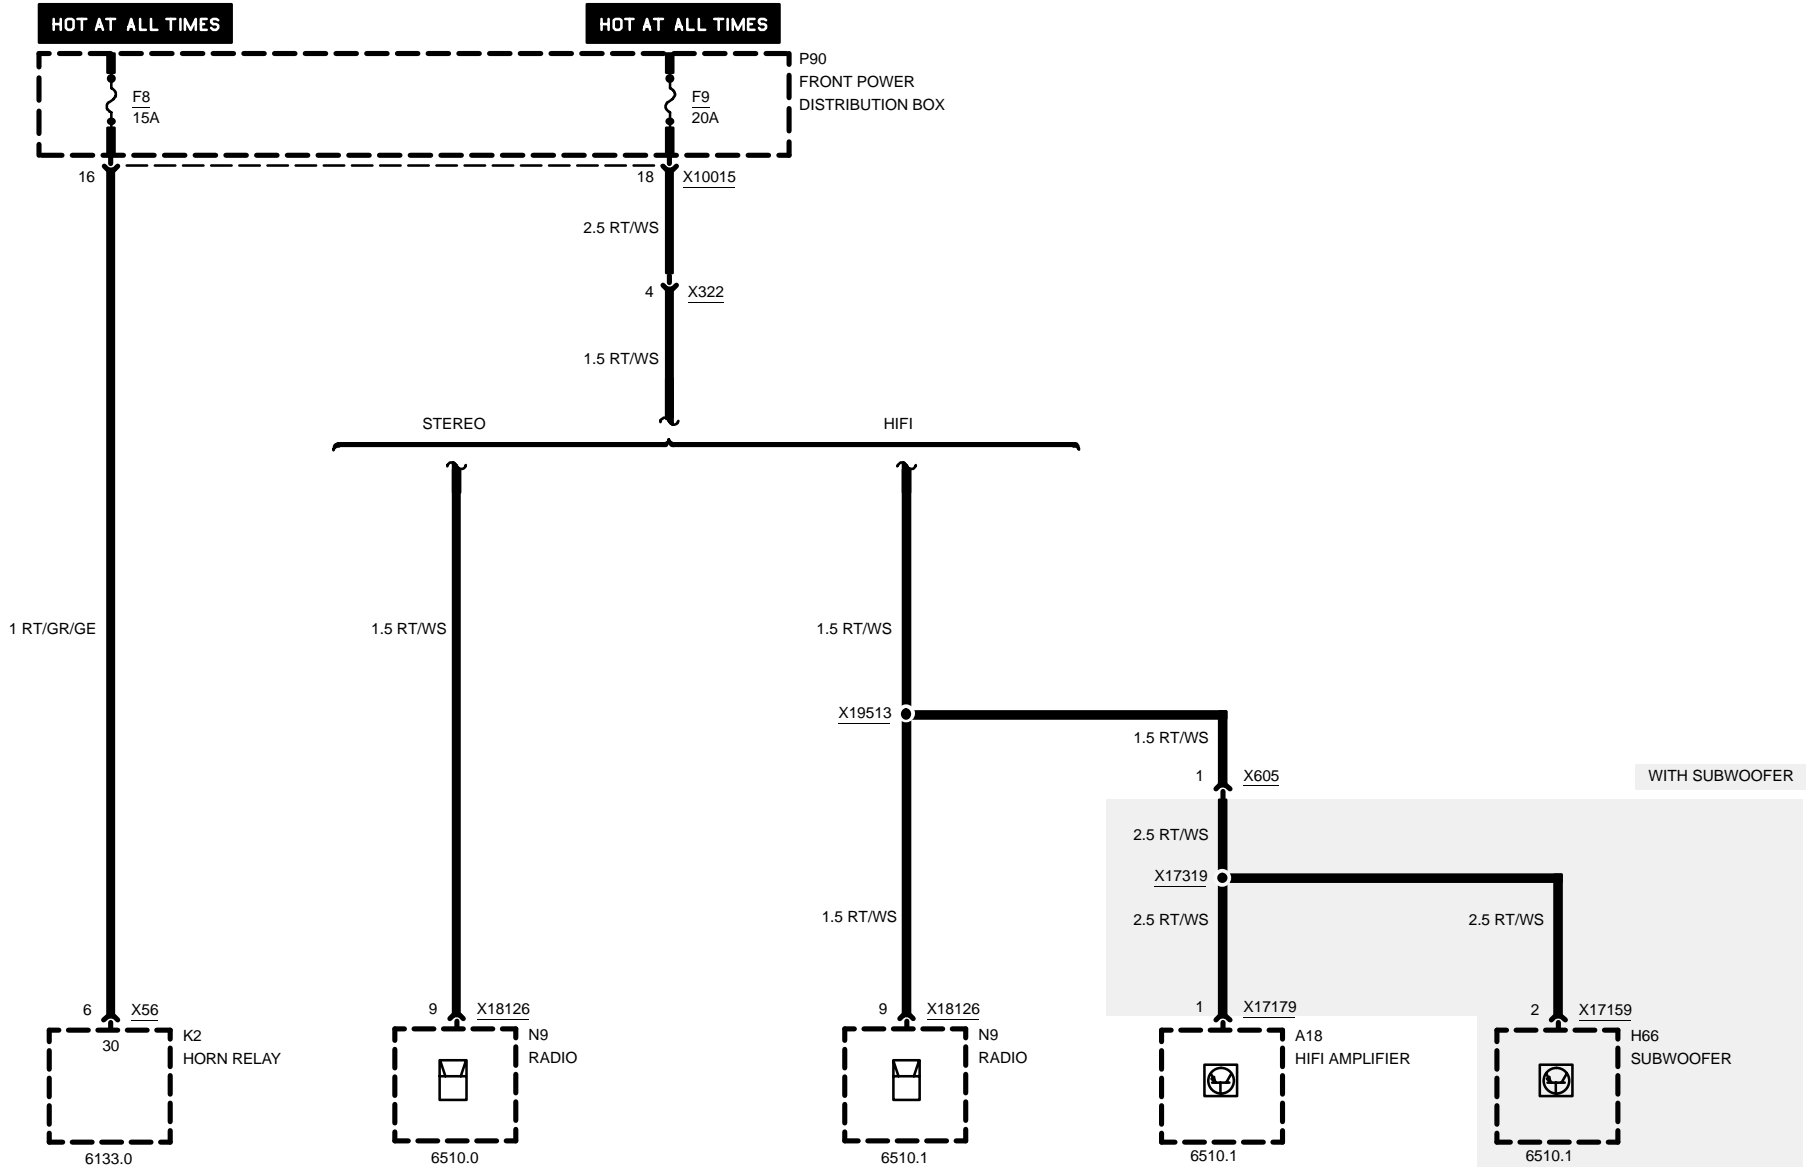 HOT AT ALL TIMES
HOT AT ALL TIMES
P90
FRONT POWER
DISTRIBUTION BOX
F8
15A
F9
20A
16
18
X10015
2.5 RT/WS
4
X322
1.5 RT/WS
STEREO
HIFI
1 RT/GR/GE
1.5 RT/WS
1.5 RT/WS
X19513
1.5 RT/WS
1
X605
WITH SUBWOOFER
2.5 RT/WS
X17319
1.5 RT/WS
2.5 RT/WS
2.5 RT/WS
6
X56
9
X18126
9
X18126
1
X17179
2
X17159
30
K2
HORN RELAY
N9
RADIO
N9
RADIO
A18
HIFI AMPLIFIER
H66
SUBWOOFER
6133.0
6510.0
6510.1
6510.1
6510.1